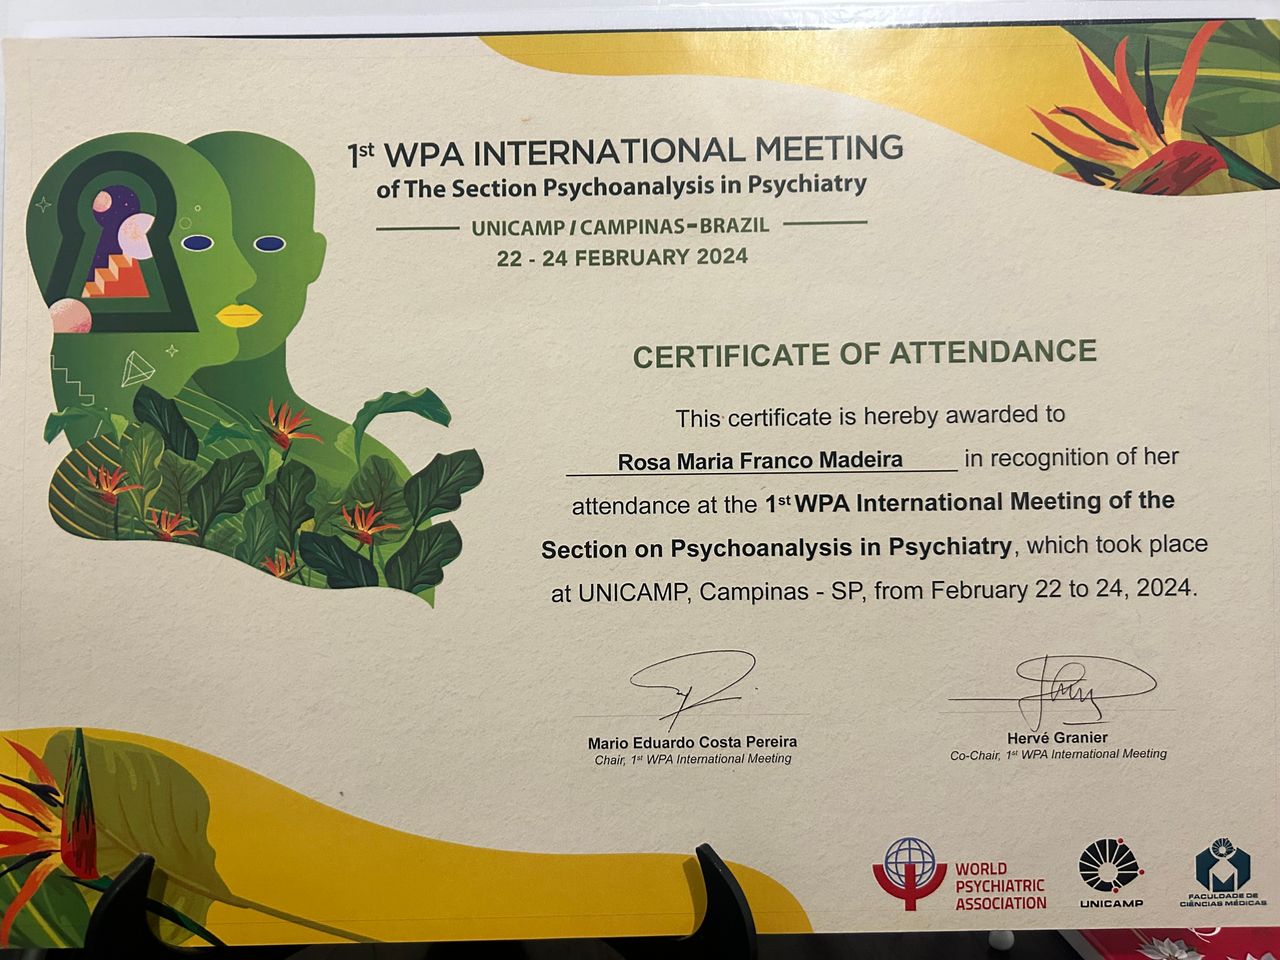 1st WPA INTERNATIONAL MEETING
of The Section Psychoanalysis in Psychiatry
UNICAMP / CAMPINAS-BRAZIL
22 - 24 FEBRUARY 2024
CERTIFICATE OF ATTENDANCE
This certificate is hereby awarded to
Rosa Maria Franco Madeira in recognition of her
attendance at the 1st WPA International Meeting of the
Section on Psychoanalysis in Psychiatry, which took place
at UNICAMP, Campinas - SP, from February 22 to 24, 2024.
Mario Eduardo Costa Pereira
Chair, 1st WPA International Meeting
Hervé Granier
Co-Chair, 1st WPA International Meeting
WORLD
PSYCHIATRIC
ASSOCIATION
UNICAMP
FACULDADE DE
CIÊNCIAS MÉDICAS